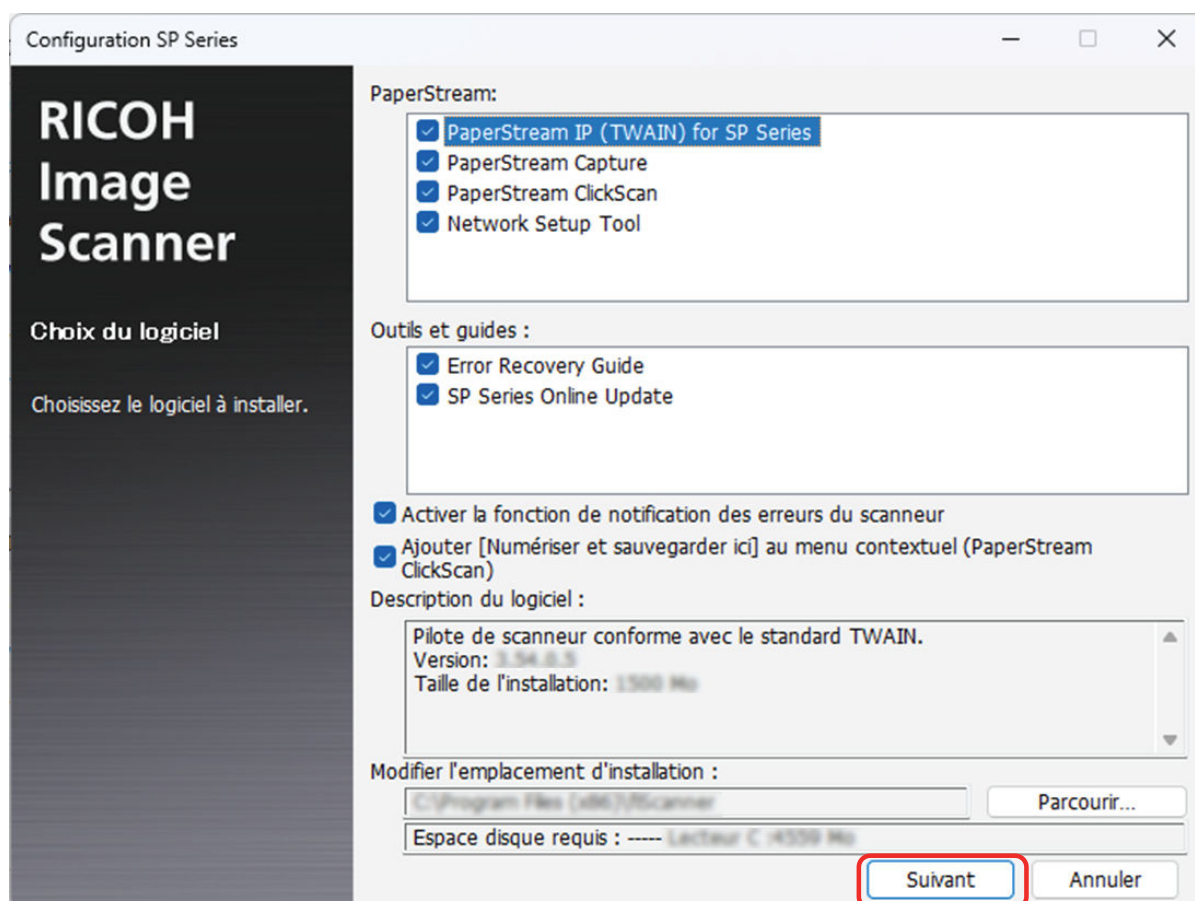 Configuration SP Series
RICOH
Image
Scanner
Choix du logiciel
Choisissez le logiciel à installer.
PaperStream:
PaperStream IP (TWAIN) for SP Series
PaperStream Capture
PaperStream ClickScan
Network Setup Tool
Outils et guides :
Error Recovery Guide
SP Series Online Update
Activer la fonction de notification des erreurs du scanneur
Ajouter [Numériser et sauvegarder ici] au menu contextuel (PaperStream
ClickScan)
Description du logiciel :
Pilote de scanneur conforme avec le standard TWAIN.
Version:
Taille de l'installation:
Modifier l'emplacement d'installation :
Parcourir...
Espace disque requis : -----
Suivant
Annuler